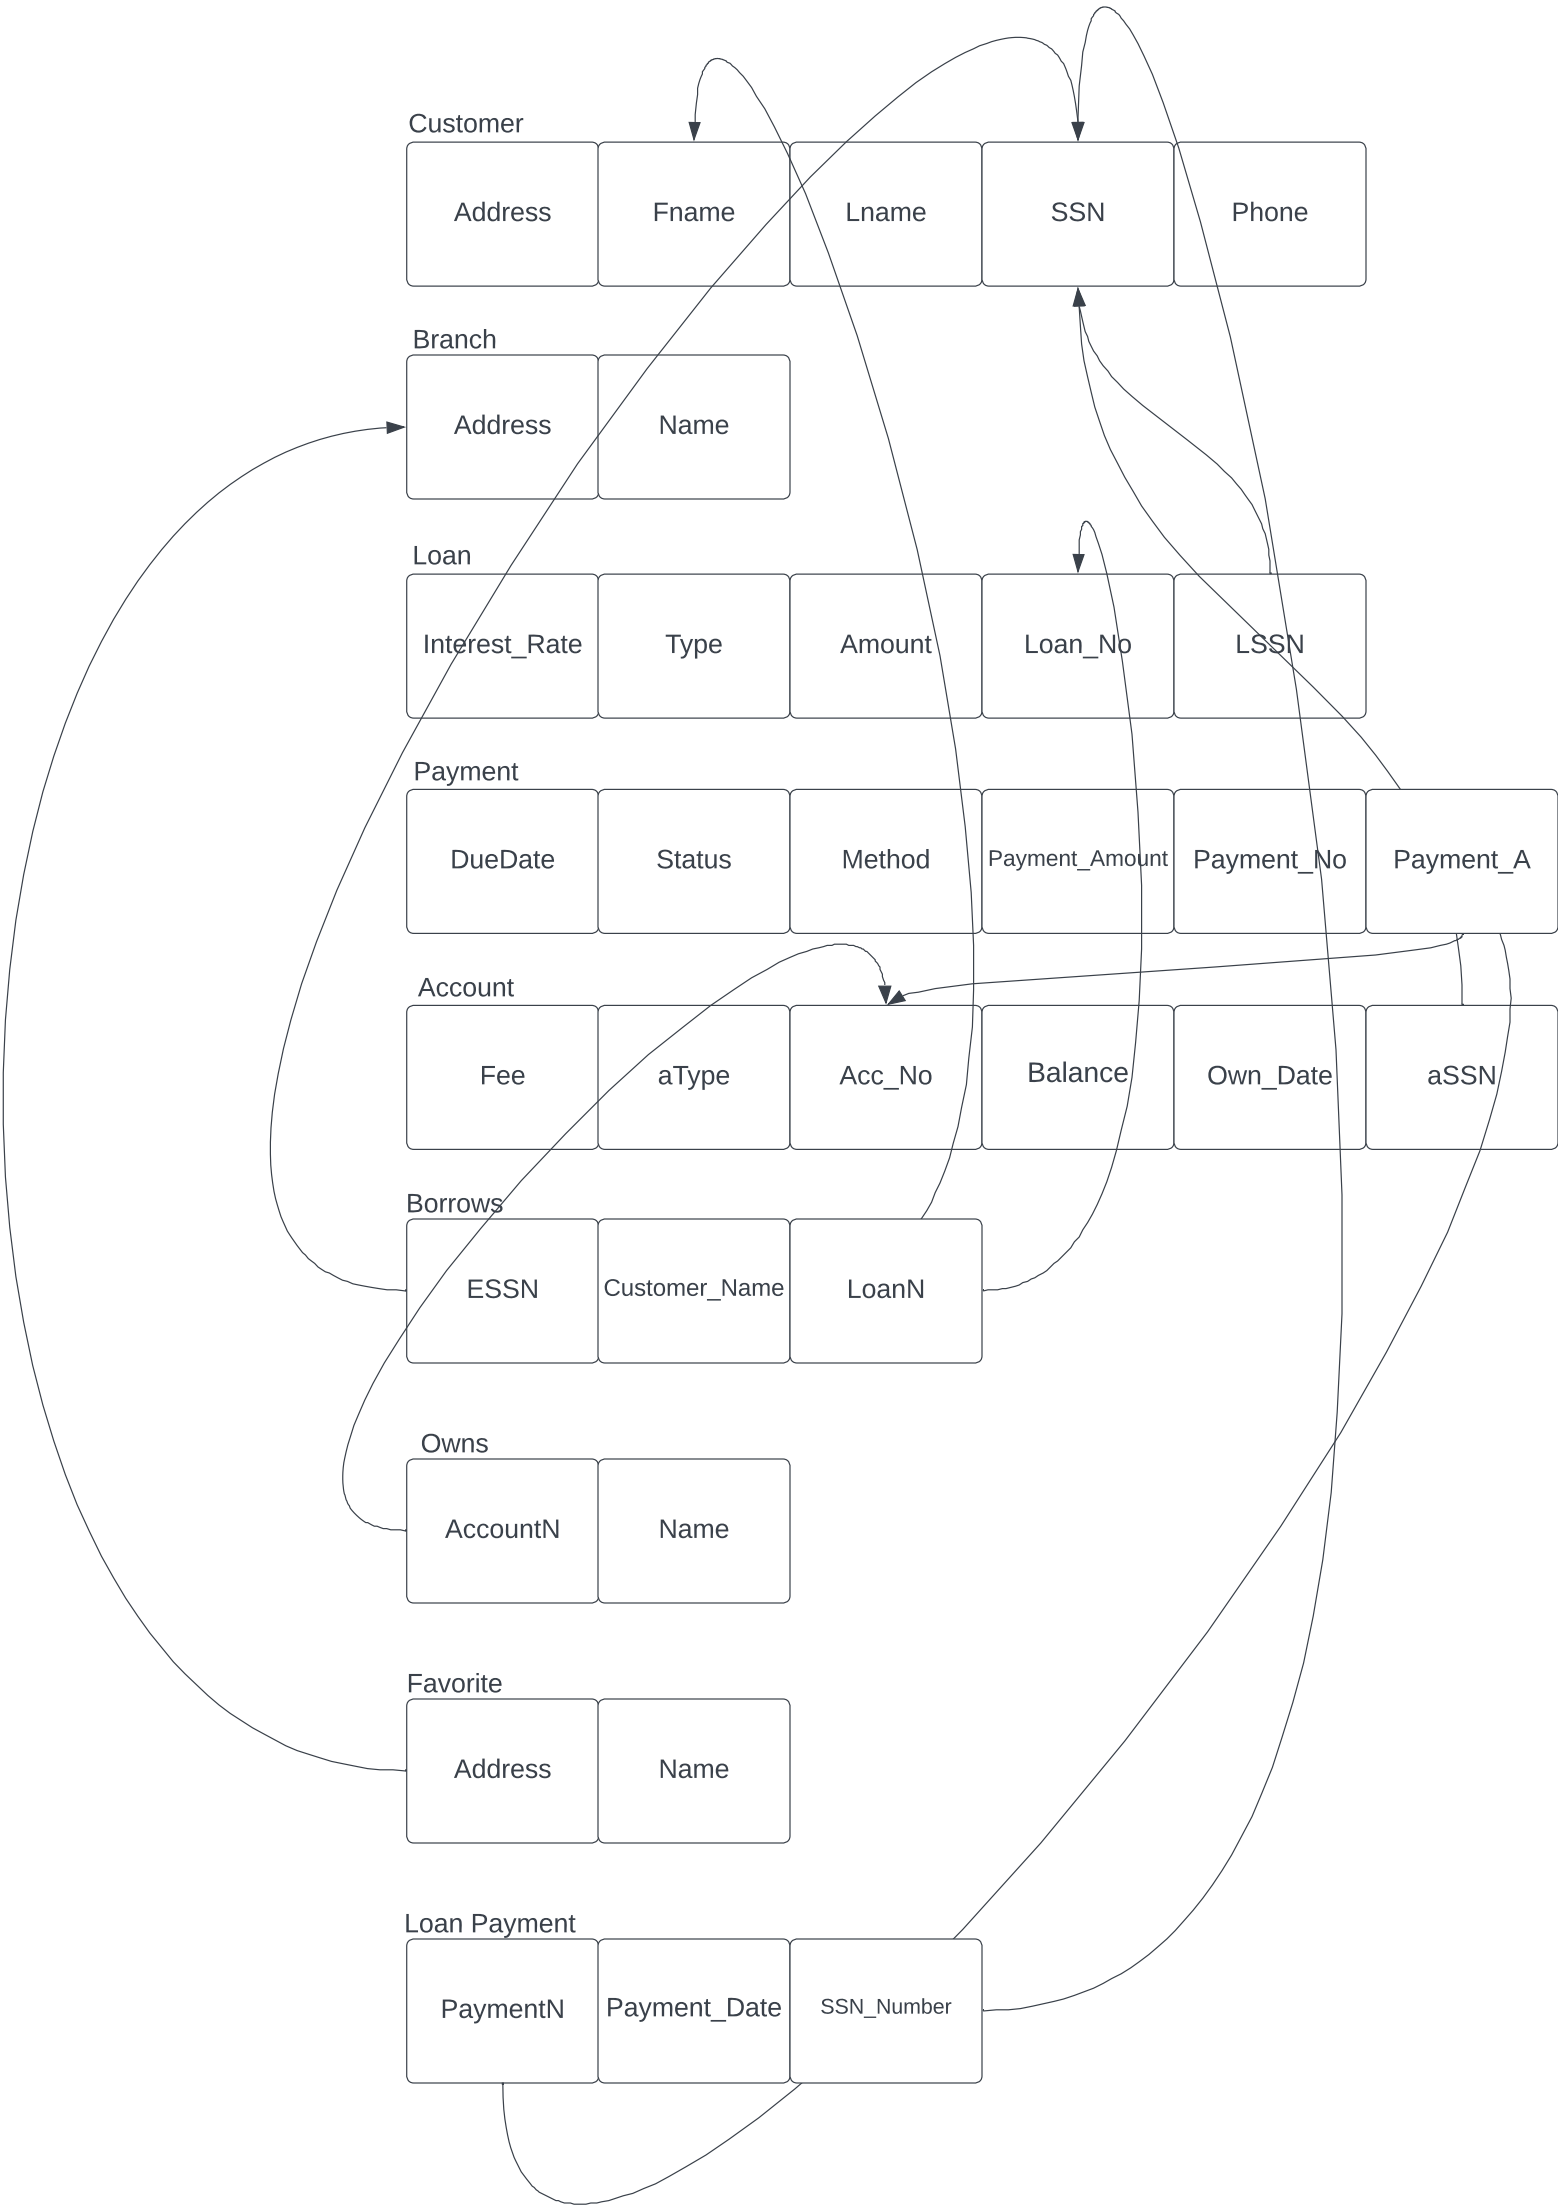 Customer
Address Fname Lname SSN Phone
Branch
Address Name
Loan
Interest_Rate Type Amount Loan_No LSSN
Payment
DueDate Status Method Payment_Amount Payment_No Payment_A
Account
Fee aType Acc_No Balance Own_Date aSSN
Borrows
ESSN Customer_Name LoanN
Owns
AccountN Name
Favorite
Address Name
Loan Payment
PaymentN Payment_Date SSN_Number